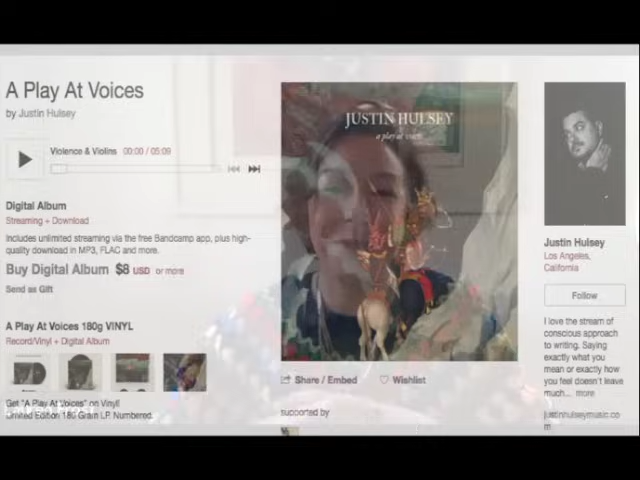 A Play At Voices
by Justin Hulsey
Violence & Violins 00:00 / 05:09
Digital Album
Streaming + Download
Includes unlimited streaming via the free Bandcamp app, plus high-
quality download in MP3, FLAC and more.
Buy Digital Album $8 USD or more
Send as Gift
A Play At Voices 180g VINYL
Record/Vinyl + Digital Album
Get "A Play At Voices" on Vinyl!
Limited Edition 180 Gram LP. Numbered.
JUSTIN HULSEY
a play at voices
Share / Embed
Wishlist
supported by
Justin Hulsey
Los Angeles,
California
Follow
I love the stream of
conscious approach
to writing. Saying
exactly what you
mean or exactly how
you feel doesn't leave
much... more
justinhulseymusic.co
m